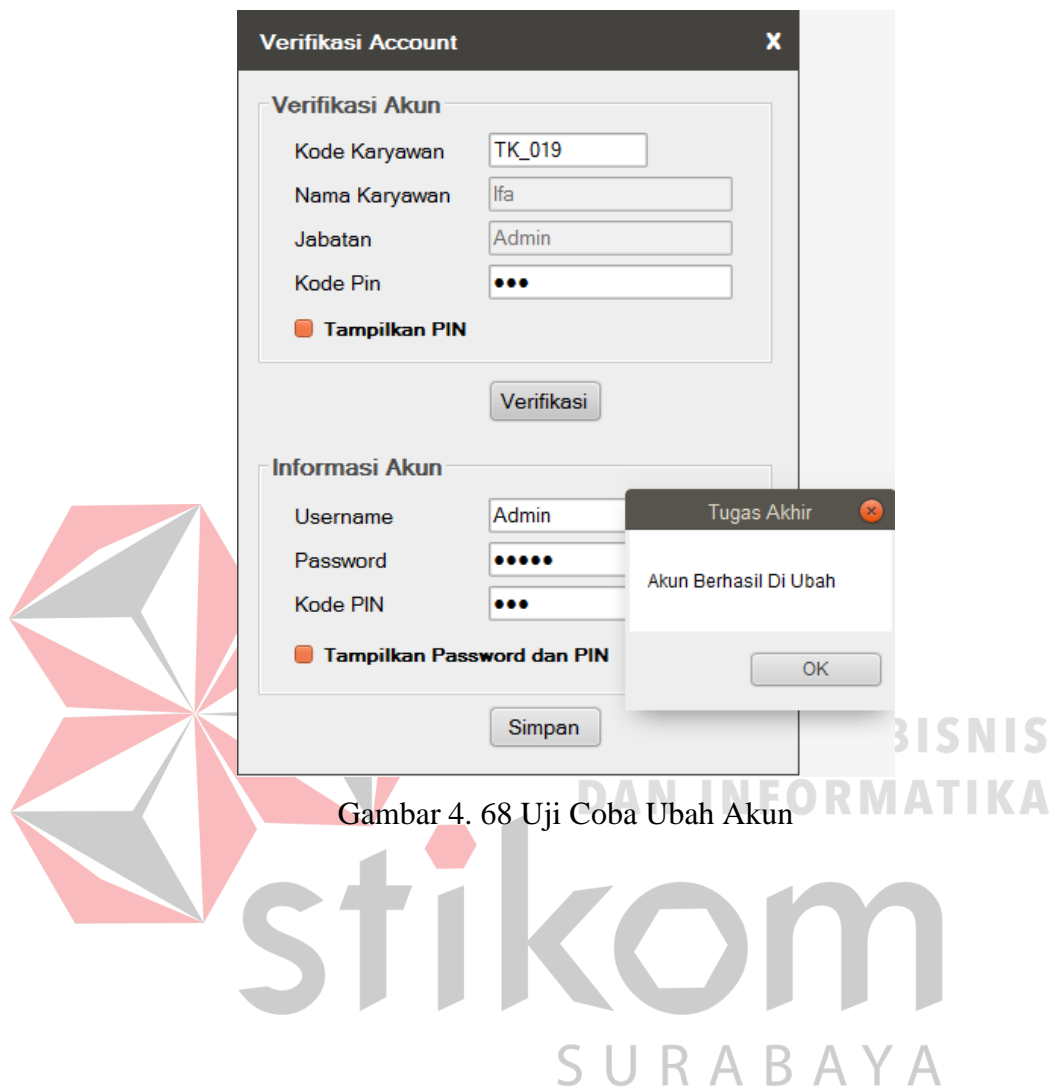 Verifikasi Account X
Verifikasi Akun
Kode Karyawan TK_019
Nama Karyawan Ifa
Jabatan Admin
Kode Pin •••
Tampilkan PIN
Verifikasi
Informasi Akun
Username Admin
Password •••••
Kode PIN •••
Tampilkan Password dan PIN
Simpan
Tugas Akhir
Akun Berhasil Di Ubah
OK
BISNIS
DAN INFORMATIKA
Gambar 4. 68 Uji Coba Ubah Akun
stikom
SURABAYA